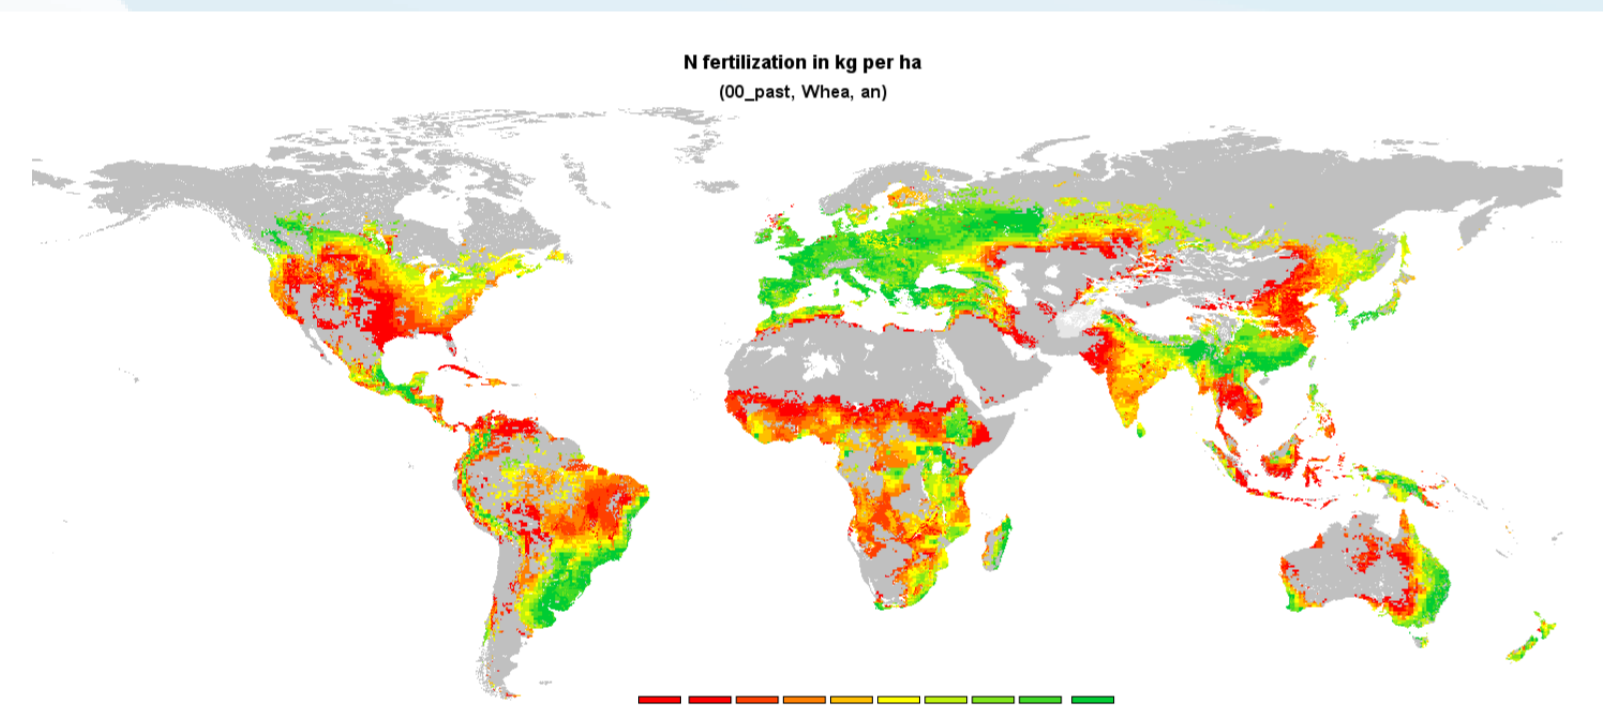 N fertilization in kg per ha
(00_past, Whea, an)